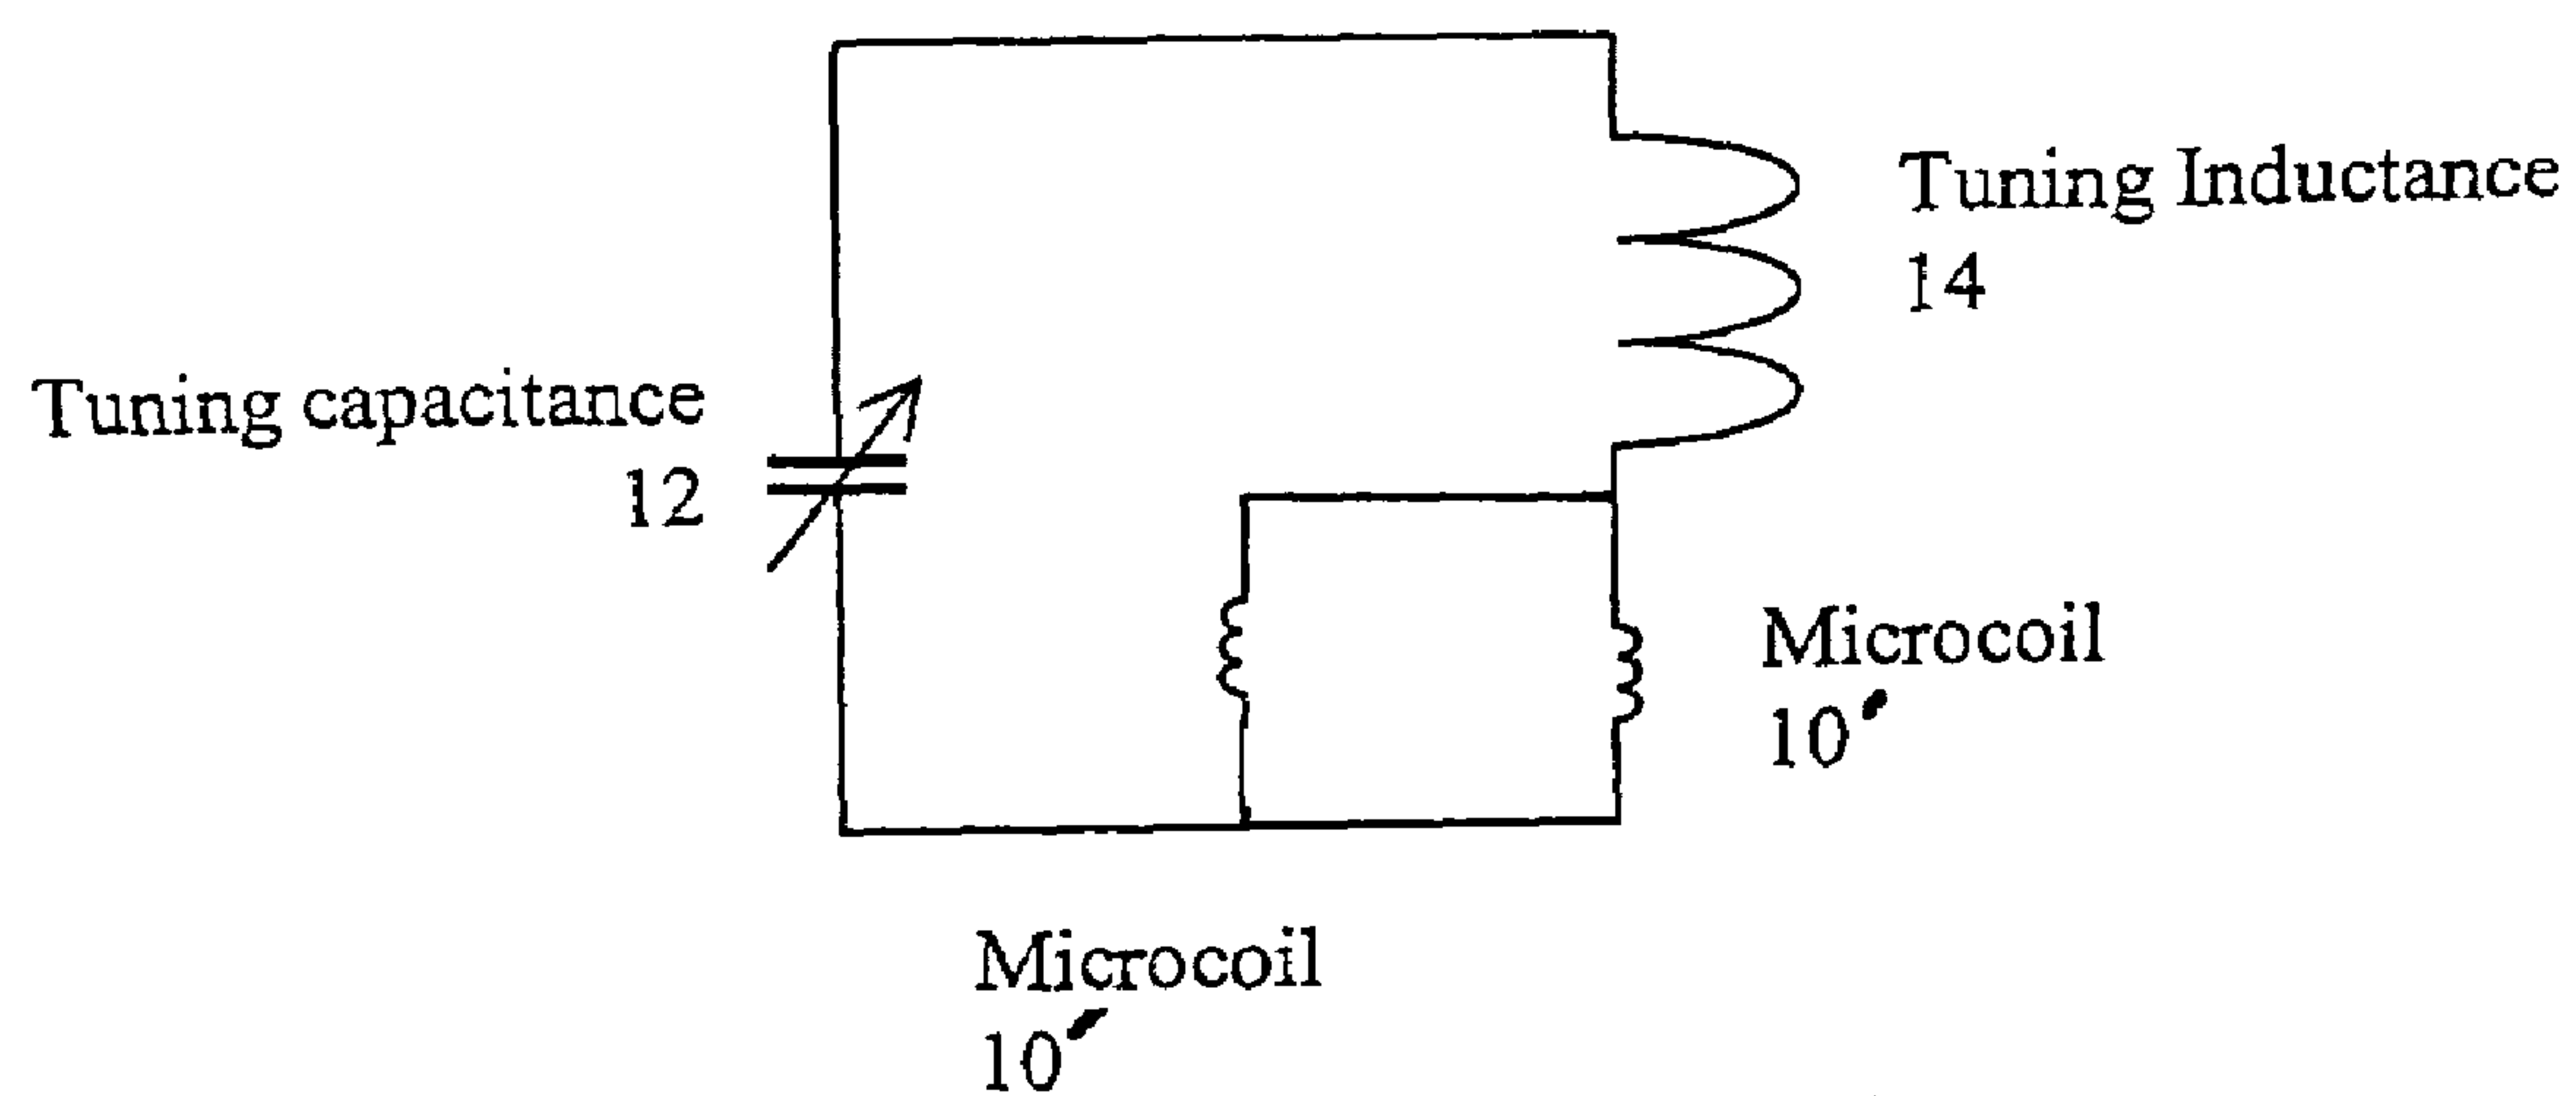 Tuning Inductance
14
Tuning capacitance
12
Microcoil
10'
Microcoil
10'